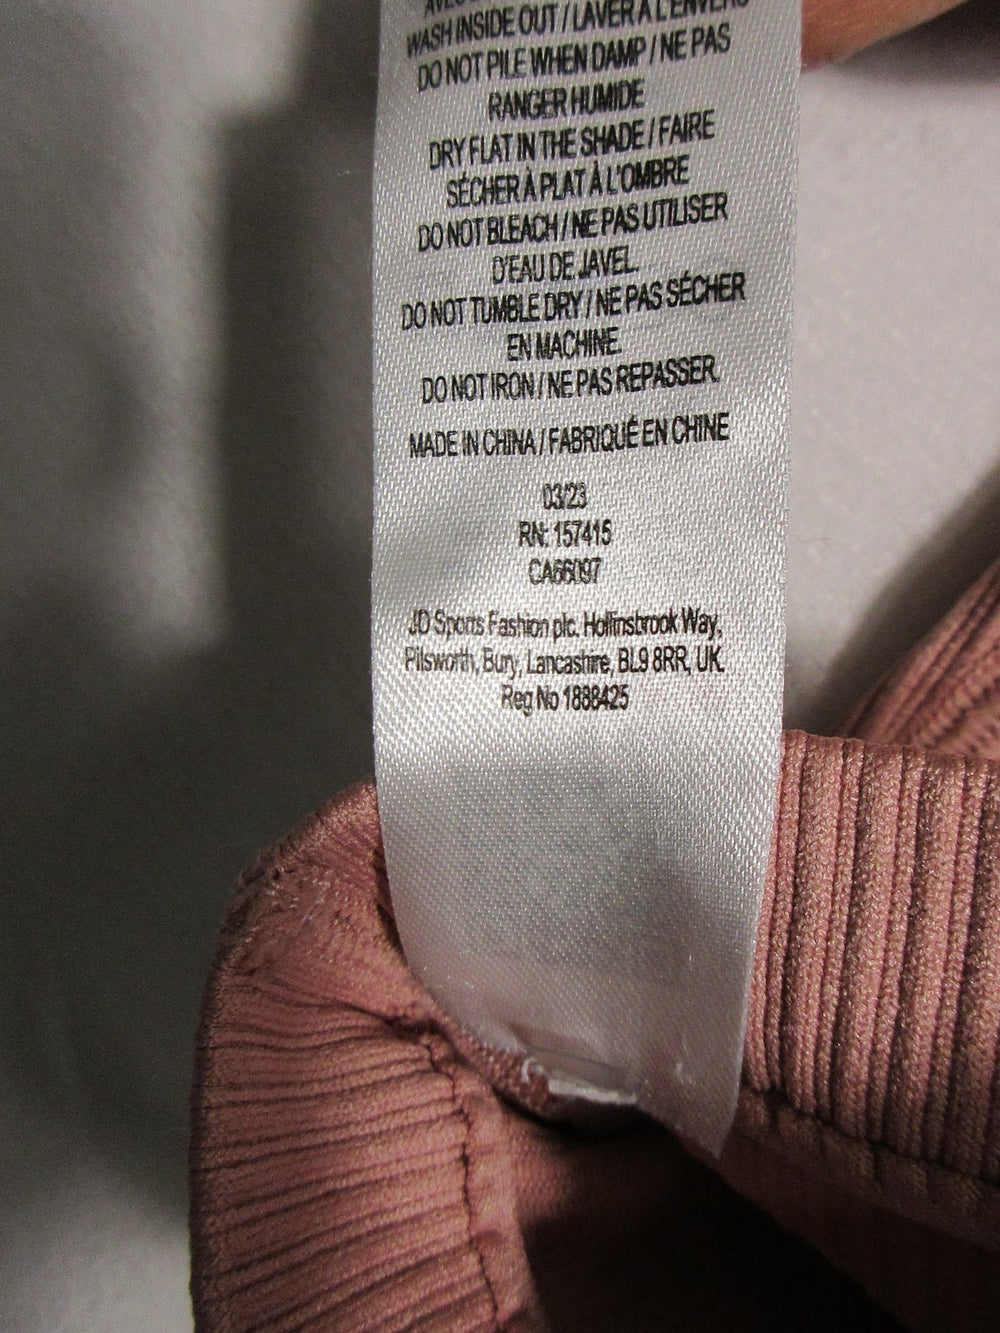 WASH INSIDE OUT / LAVER À L'ENVERS
DO NOT PILE WHEN DAMP / NE PAS
RANGER HUMIDE
DRY FLAT IN THE SHADE / FAIRE
SÉCHER À PLAT À L'OMBRE
DO NOT BLEACH / NE PAS UTILISER
D'EAU DE JAVEL.
DO NOT TUMBLE DRY / NE PAS SÉCHER
EN MACHINE.
DO NOT IRON / NE PAS REPASSER.
MADE IN CHINA / FABRIQUÉ EN CHINE
03/23
RN: 157415
CA66097
JD Sports Fashion plc. Hollinsbrook Way,
Pilsworth, Bury, Lancashire, BL9 8RR, UK.
Reg No 1888425